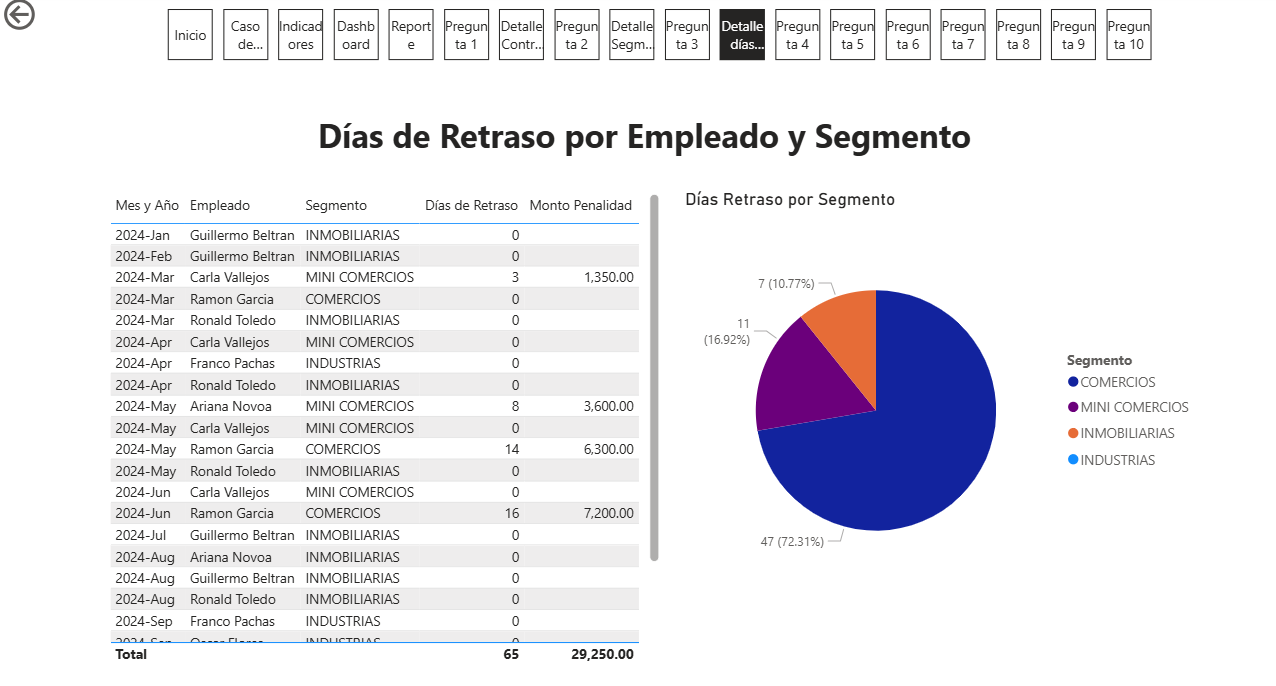 Inicio
Caso de...
Indicadores
Dashboard
Reporte
Pregunta 1
Detalle Contr...
Pregunta 2
Detalle Segm...
Pregunta 3
Detalle días...
Pregunta 4
Pregunta 5
Pregunta 6
Pregunta 7
Pregunta 8
Pregunta 9
Pregunta 10
Días de Retraso por Empleado y Segmento
Mes y Año Empleado Segmento Días de Retraso Monto Penalidad
2024-Jan Guillermo Beltran INMOBILIARIAS 0
2024-Feb Guillermo Beltran INMOBILIARIAS 0
2024-Mar Carla Vallejos MINI COMERCIOS 3 1,350.00
2024-Mar Ramon Garcia COMERCIOS 0
2024-Mar Ronald Toledo INMOBILIARIAS 0
2024-Apr Carla Vallejos MINI COMERCIOS 0
2024-Apr Franco Pachas INDUSTRIAS 0
2024-Apr Ronald Toledo INMOBILIARIAS 0
2024-May Ariana Novoa MINI COMERCIOS 8 3,600.00
2024-May Carla Vallejos MINI COMERCIOS 0
2024-May Ramon Garcia COMERCIOS 14 6,300.00
2024-May Ronald Toledo INMOBILIARIAS 0
2024-Jun Carla Vallejos MINI COMERCIOS 0
2024-Jun Ramon Garcia COMERCIOS 16 7,200.00
2024-Jul Guillermo Beltran INMOBILIARIAS 0
2024-Aug Ariana Novoa INMOBILIARIAS 0
2024-Aug Guillermo Beltran INMOBILIARIAS 0
2024-Aug Ronald Toledo INMOBILIARIAS 0
2024-Sep Franco Pachas INDUSTRIAS 0
2024-Sep Oscar Flores INDUSTRIAS 0
Total 65 29,250.00
Días Retraso por Segmento
7 (10.77%)
11
(16.92%)
47 (72.31%)
Segmento
COMERCIOS
MINI COMERCIOS
INMOBILIARIAS
INDUSTRIAS